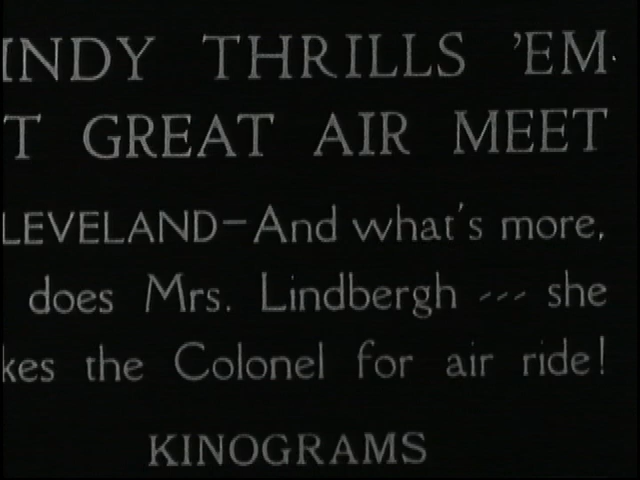 INDY THRILLS 'EM
T GREAT AIR MEET
LEVELAND—And what's more,
does Mrs. Lindbergh --- she
kes the Colonel for air ride!
KINOGRAMS